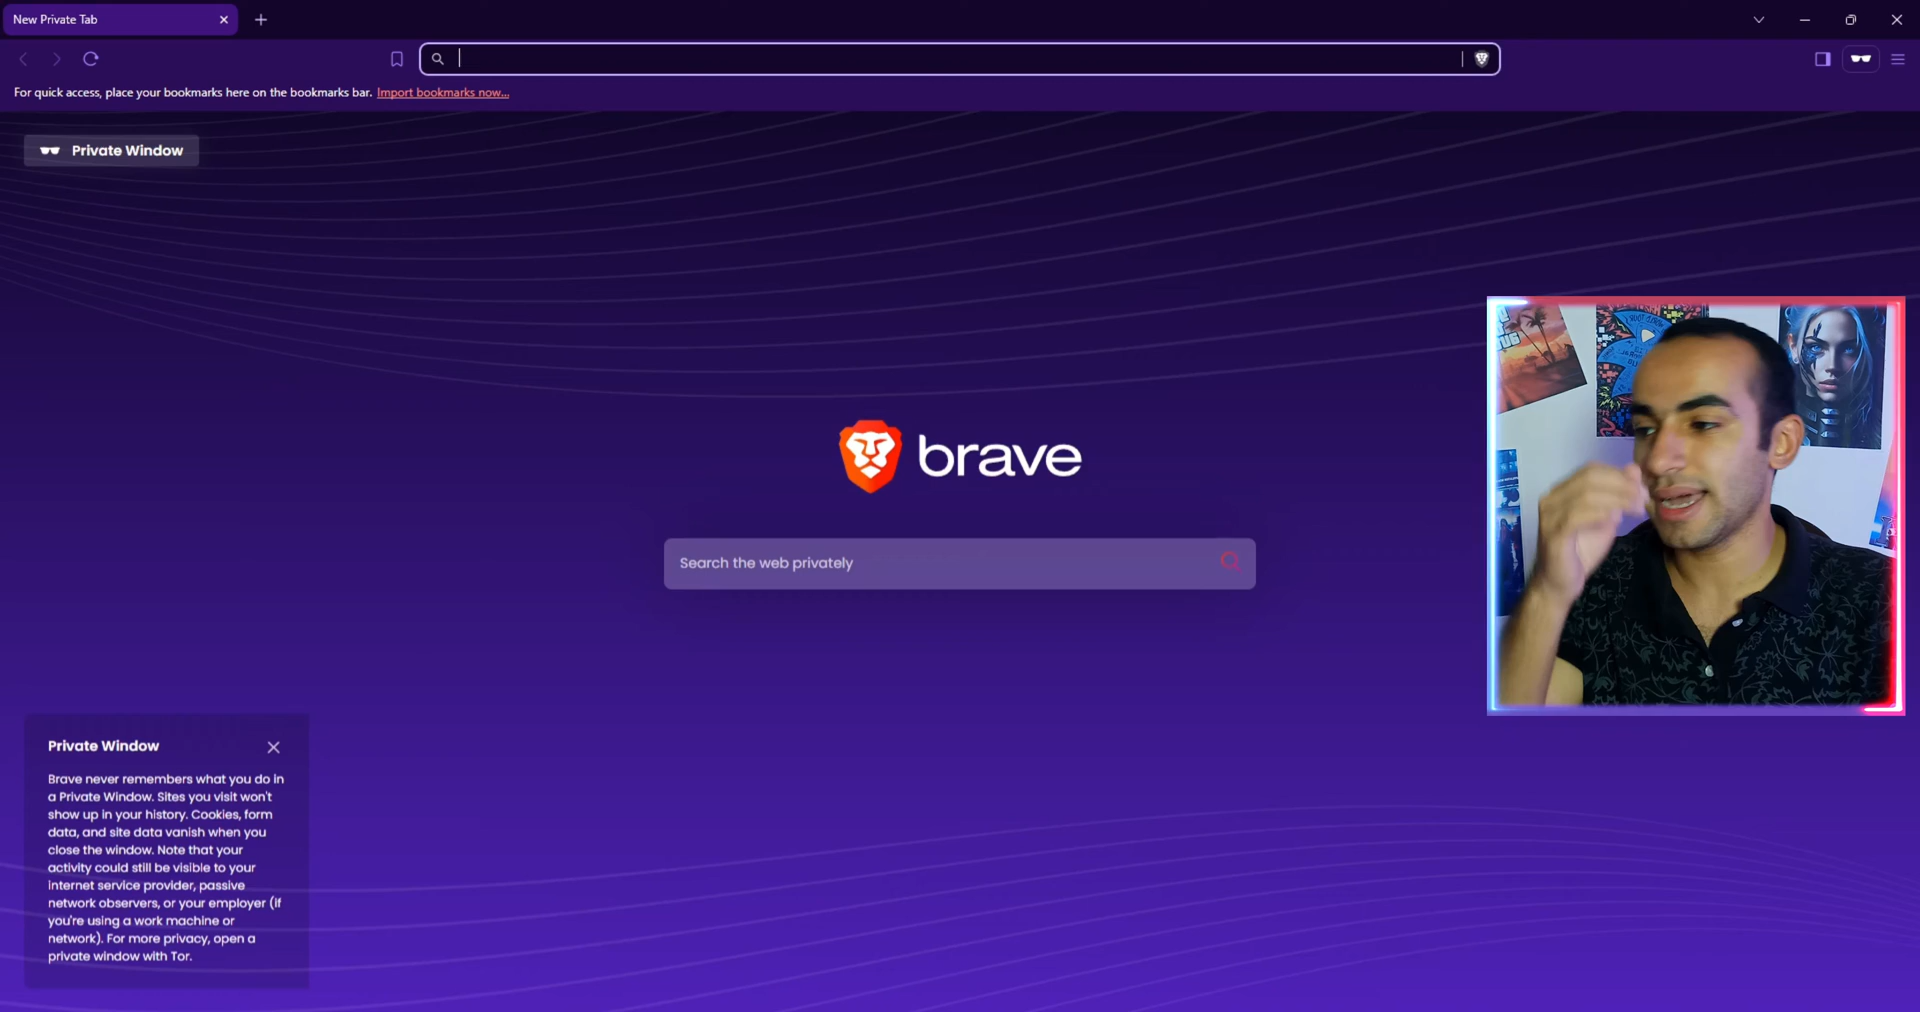 New Private Tab
For quick access, place your bookmarks here on the bookmarks bar. Import bookmarks now...
Private Window
brave
Search the web privately
Private Window
Brave never remembers what you do in
a Private Window. Sites you visit won't
show up in your history. Cookies, form
data, and site data vanish when you
close the window. Note that your
activity could still be visible to your
internet service provider, passive
network observers, or your employer (if
you're using a work machine or
network). For more privacy, open a
private window with Tor.